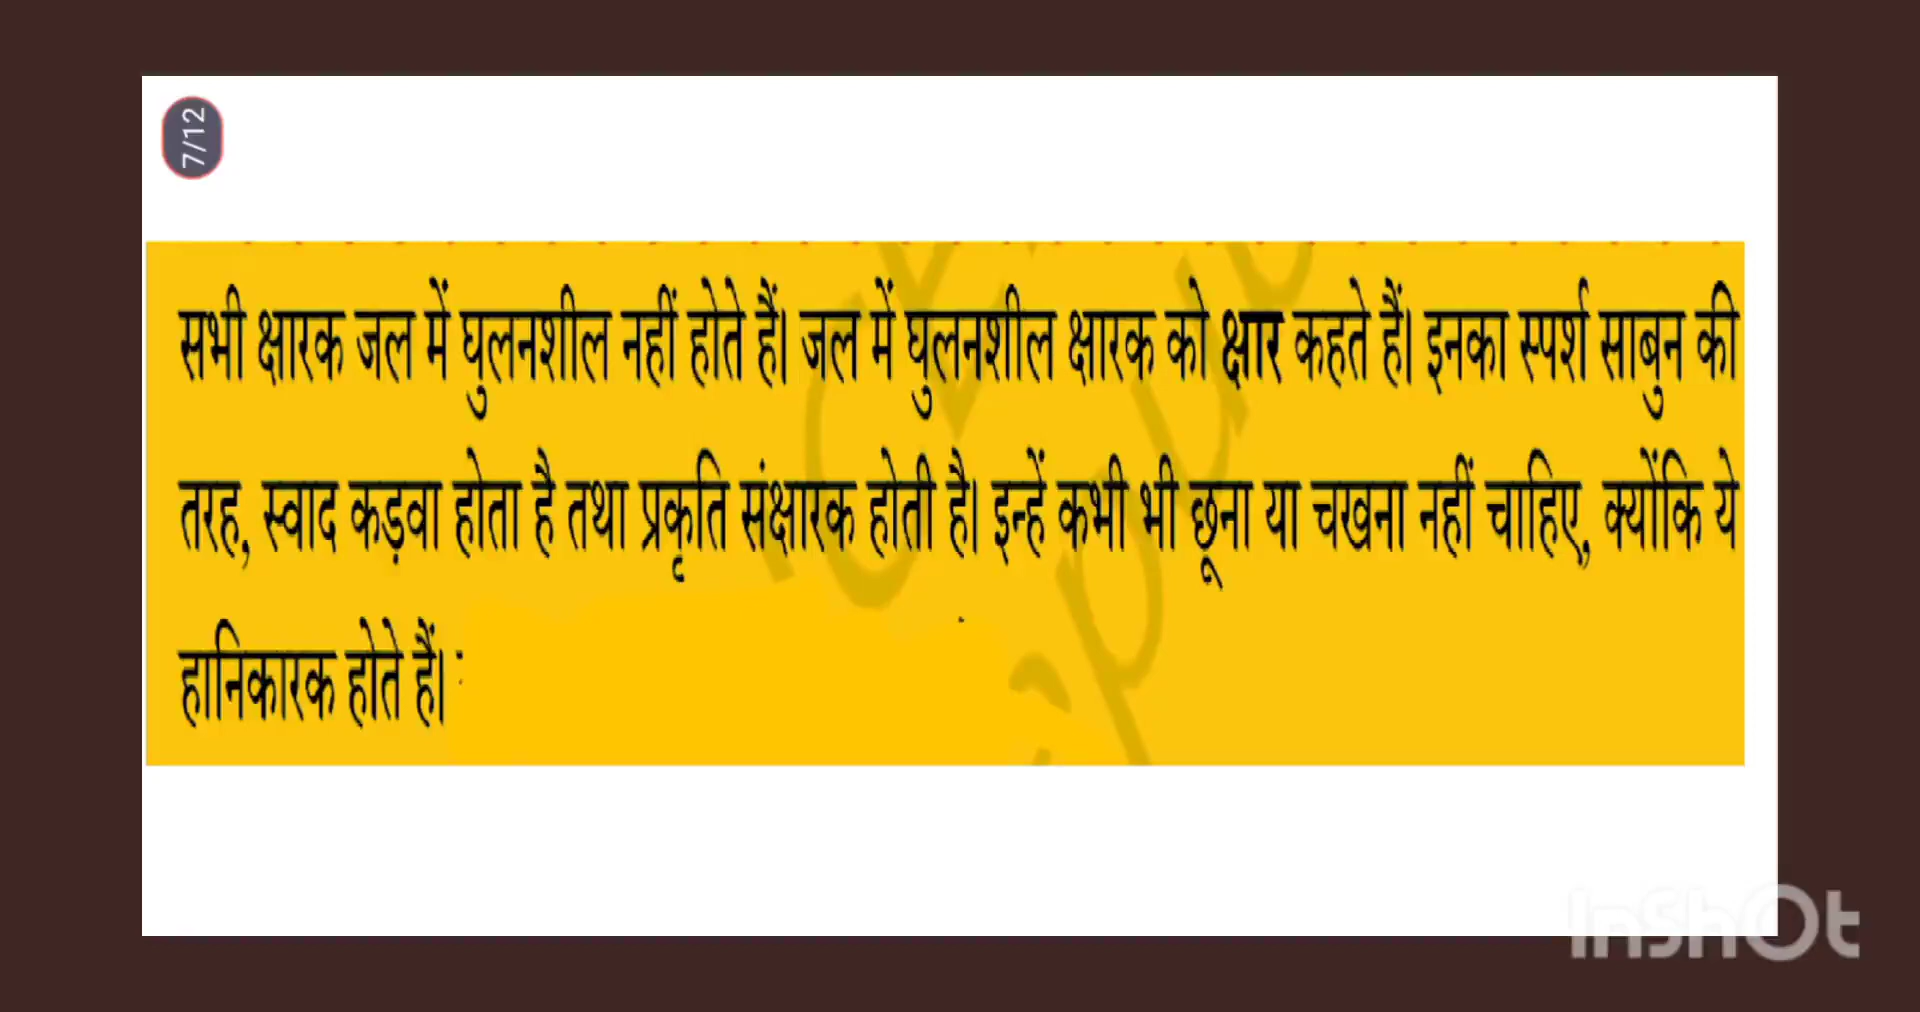 7/12
सभी क्षारक जल में घुलनशील नहीं होते हैं। जल में घुलनशील क्षारक को क्षार कहते हैं। इनका स्पर्श साबुन की
तरह, स्वाद कड़वा होता है तथा प्रकृति संक्षारक होती है। इन्हें कभी भी छूना या चखना नहीं चाहिए, क्योंकि ये
हानिकारक होते हैं।
InShOt